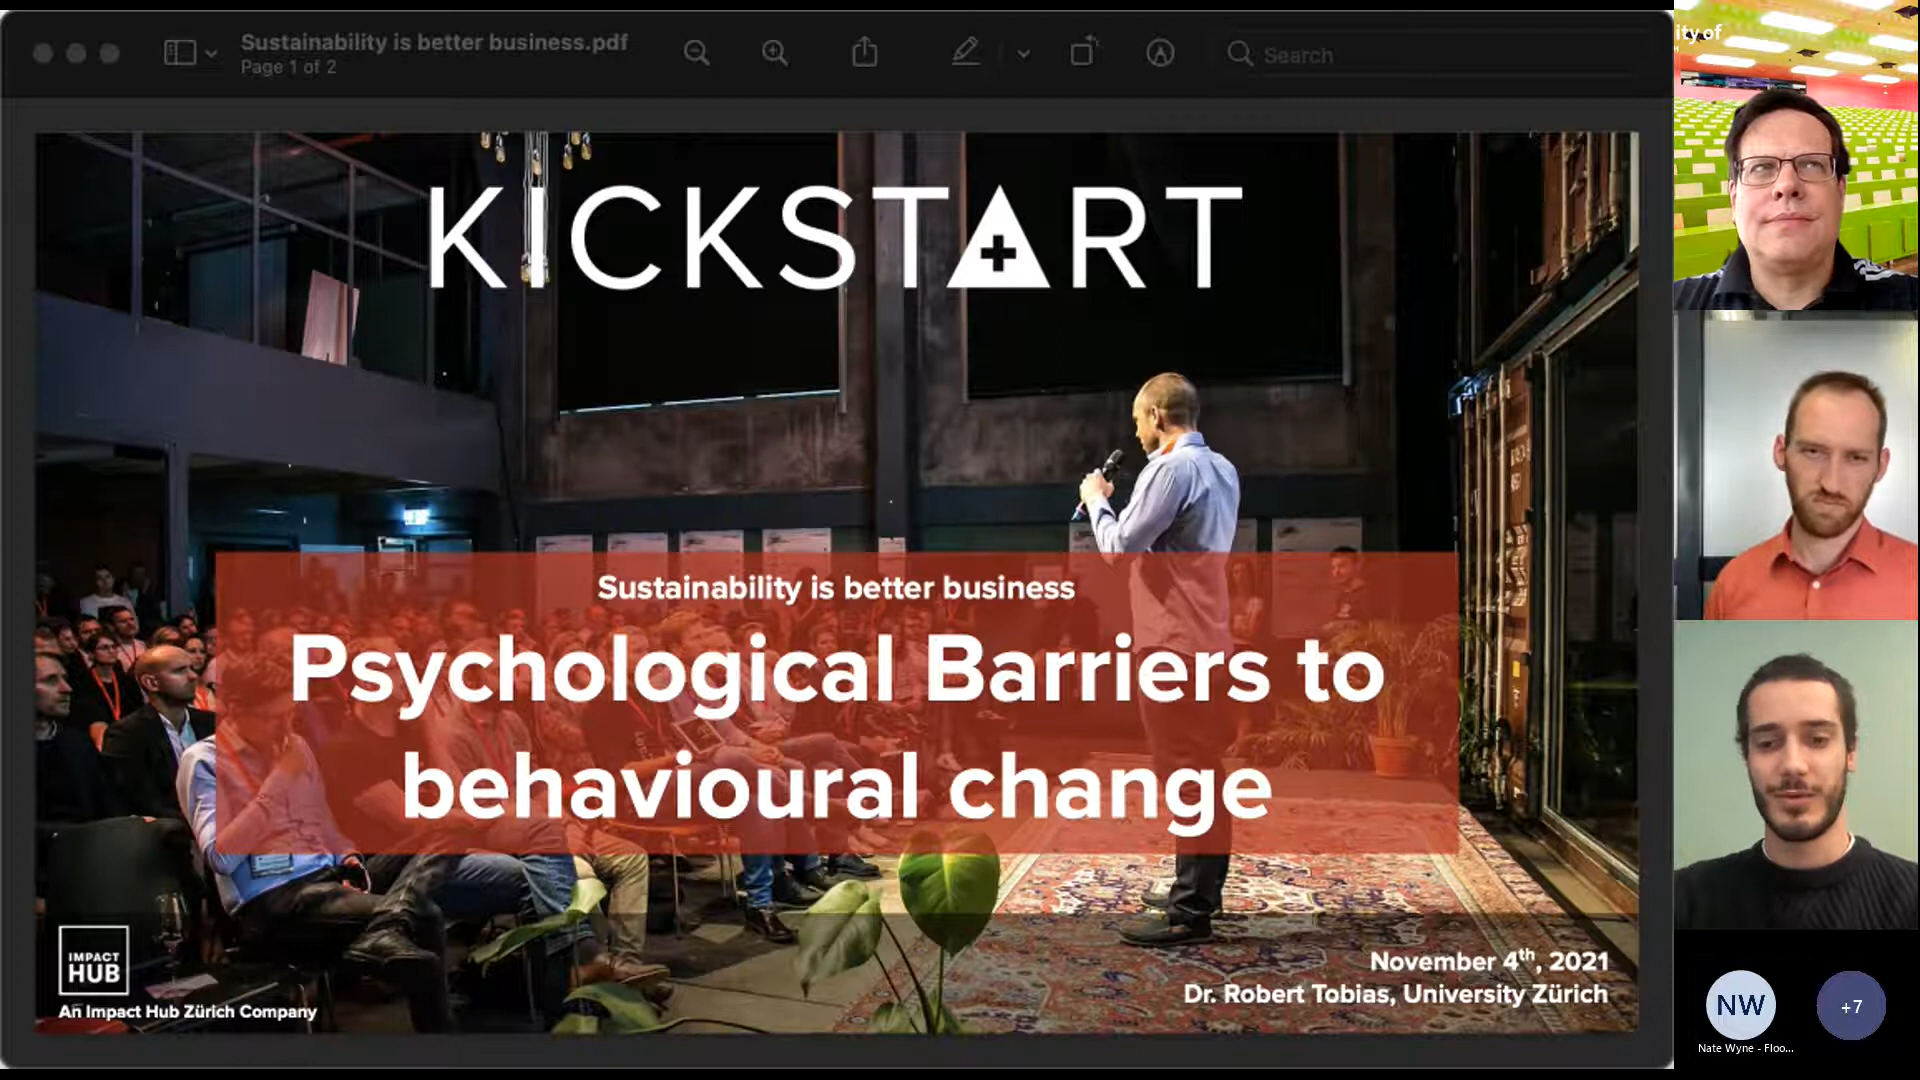 Sustainability is better business.pdf
Page 1 of 2
Search
ity of
KICKSTART
Sustainability is better business
Psychological Barriers to
behavioural change
IMPACT
HUB
An Impact Hub Zürich Company
November 4th, 2021
Dr. Robert Tobias, University Zürich
NW
+7
Nate Wyne - Floo...